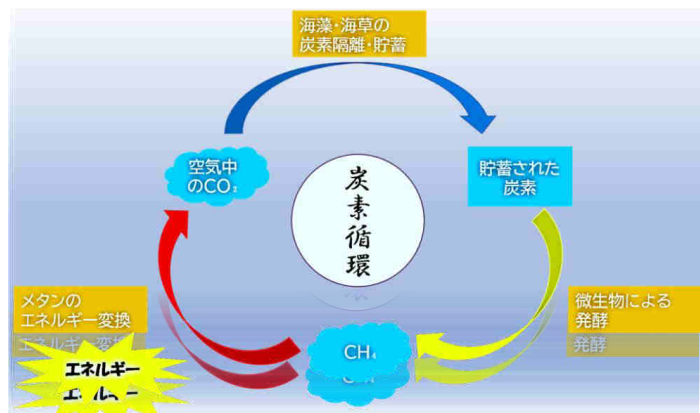 海藻・海草の
炭素隔離・貯蓄
空気中
のCO₂
貯蓄された
炭素
炭素循環
メタンの
エネルギー変換
微生物による
発酵
CH₄
エネルギー